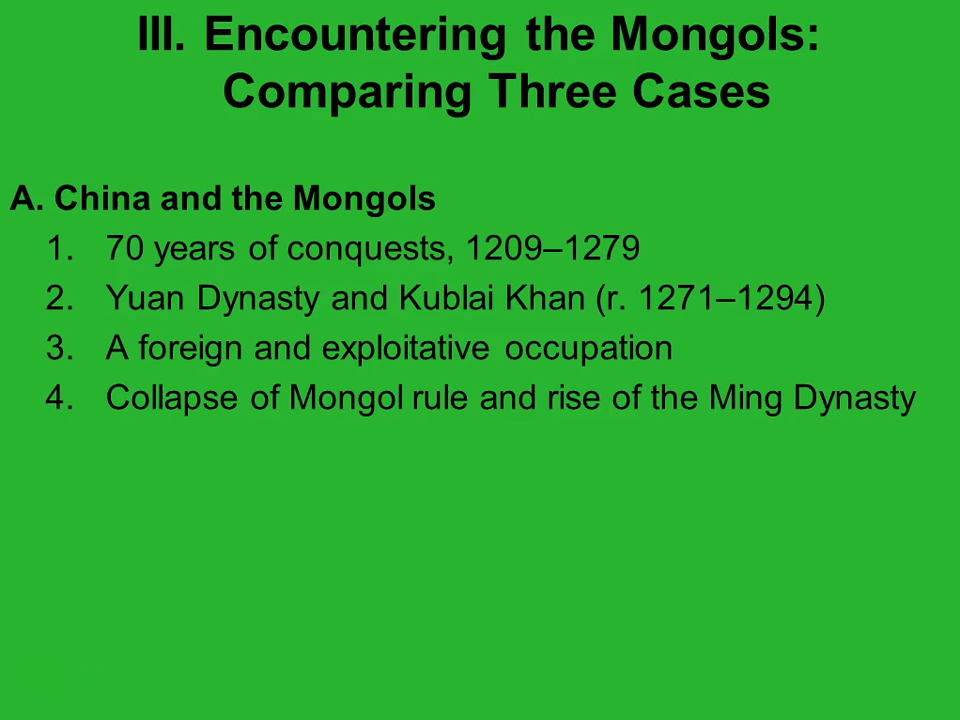 III. Encountering the Mongols:
Comparing Three Cases
A. China and the Mongols
1. 70 years of conquests, 1209–1279
2. Yuan Dynasty and Kublai Khan (r. 1271–1294)
3. A foreign and exploitative occupation
4. Collapse of Mongol rule and rise of the Ming Dynasty